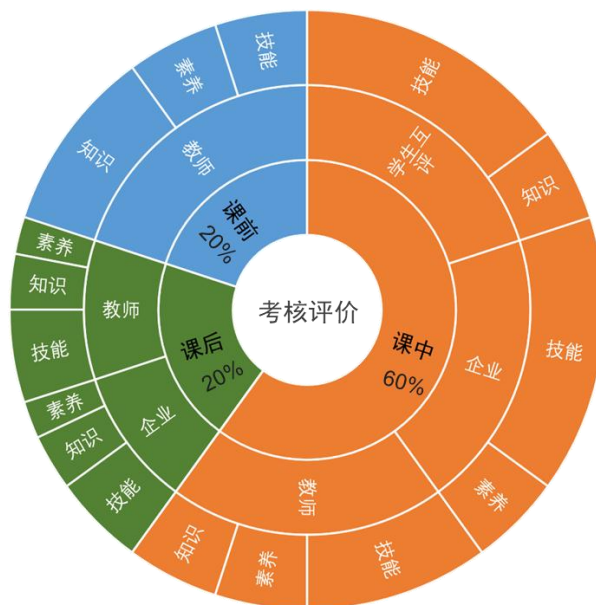 考核评价
课前
20%
教师
知识
素养
技能
课中
60%
学生互
评
技能
知识
企业
技能
素养
教师
技能
素养
知识
课后
20%
企业
技能
知识
素养
教师
技能
知识
素养